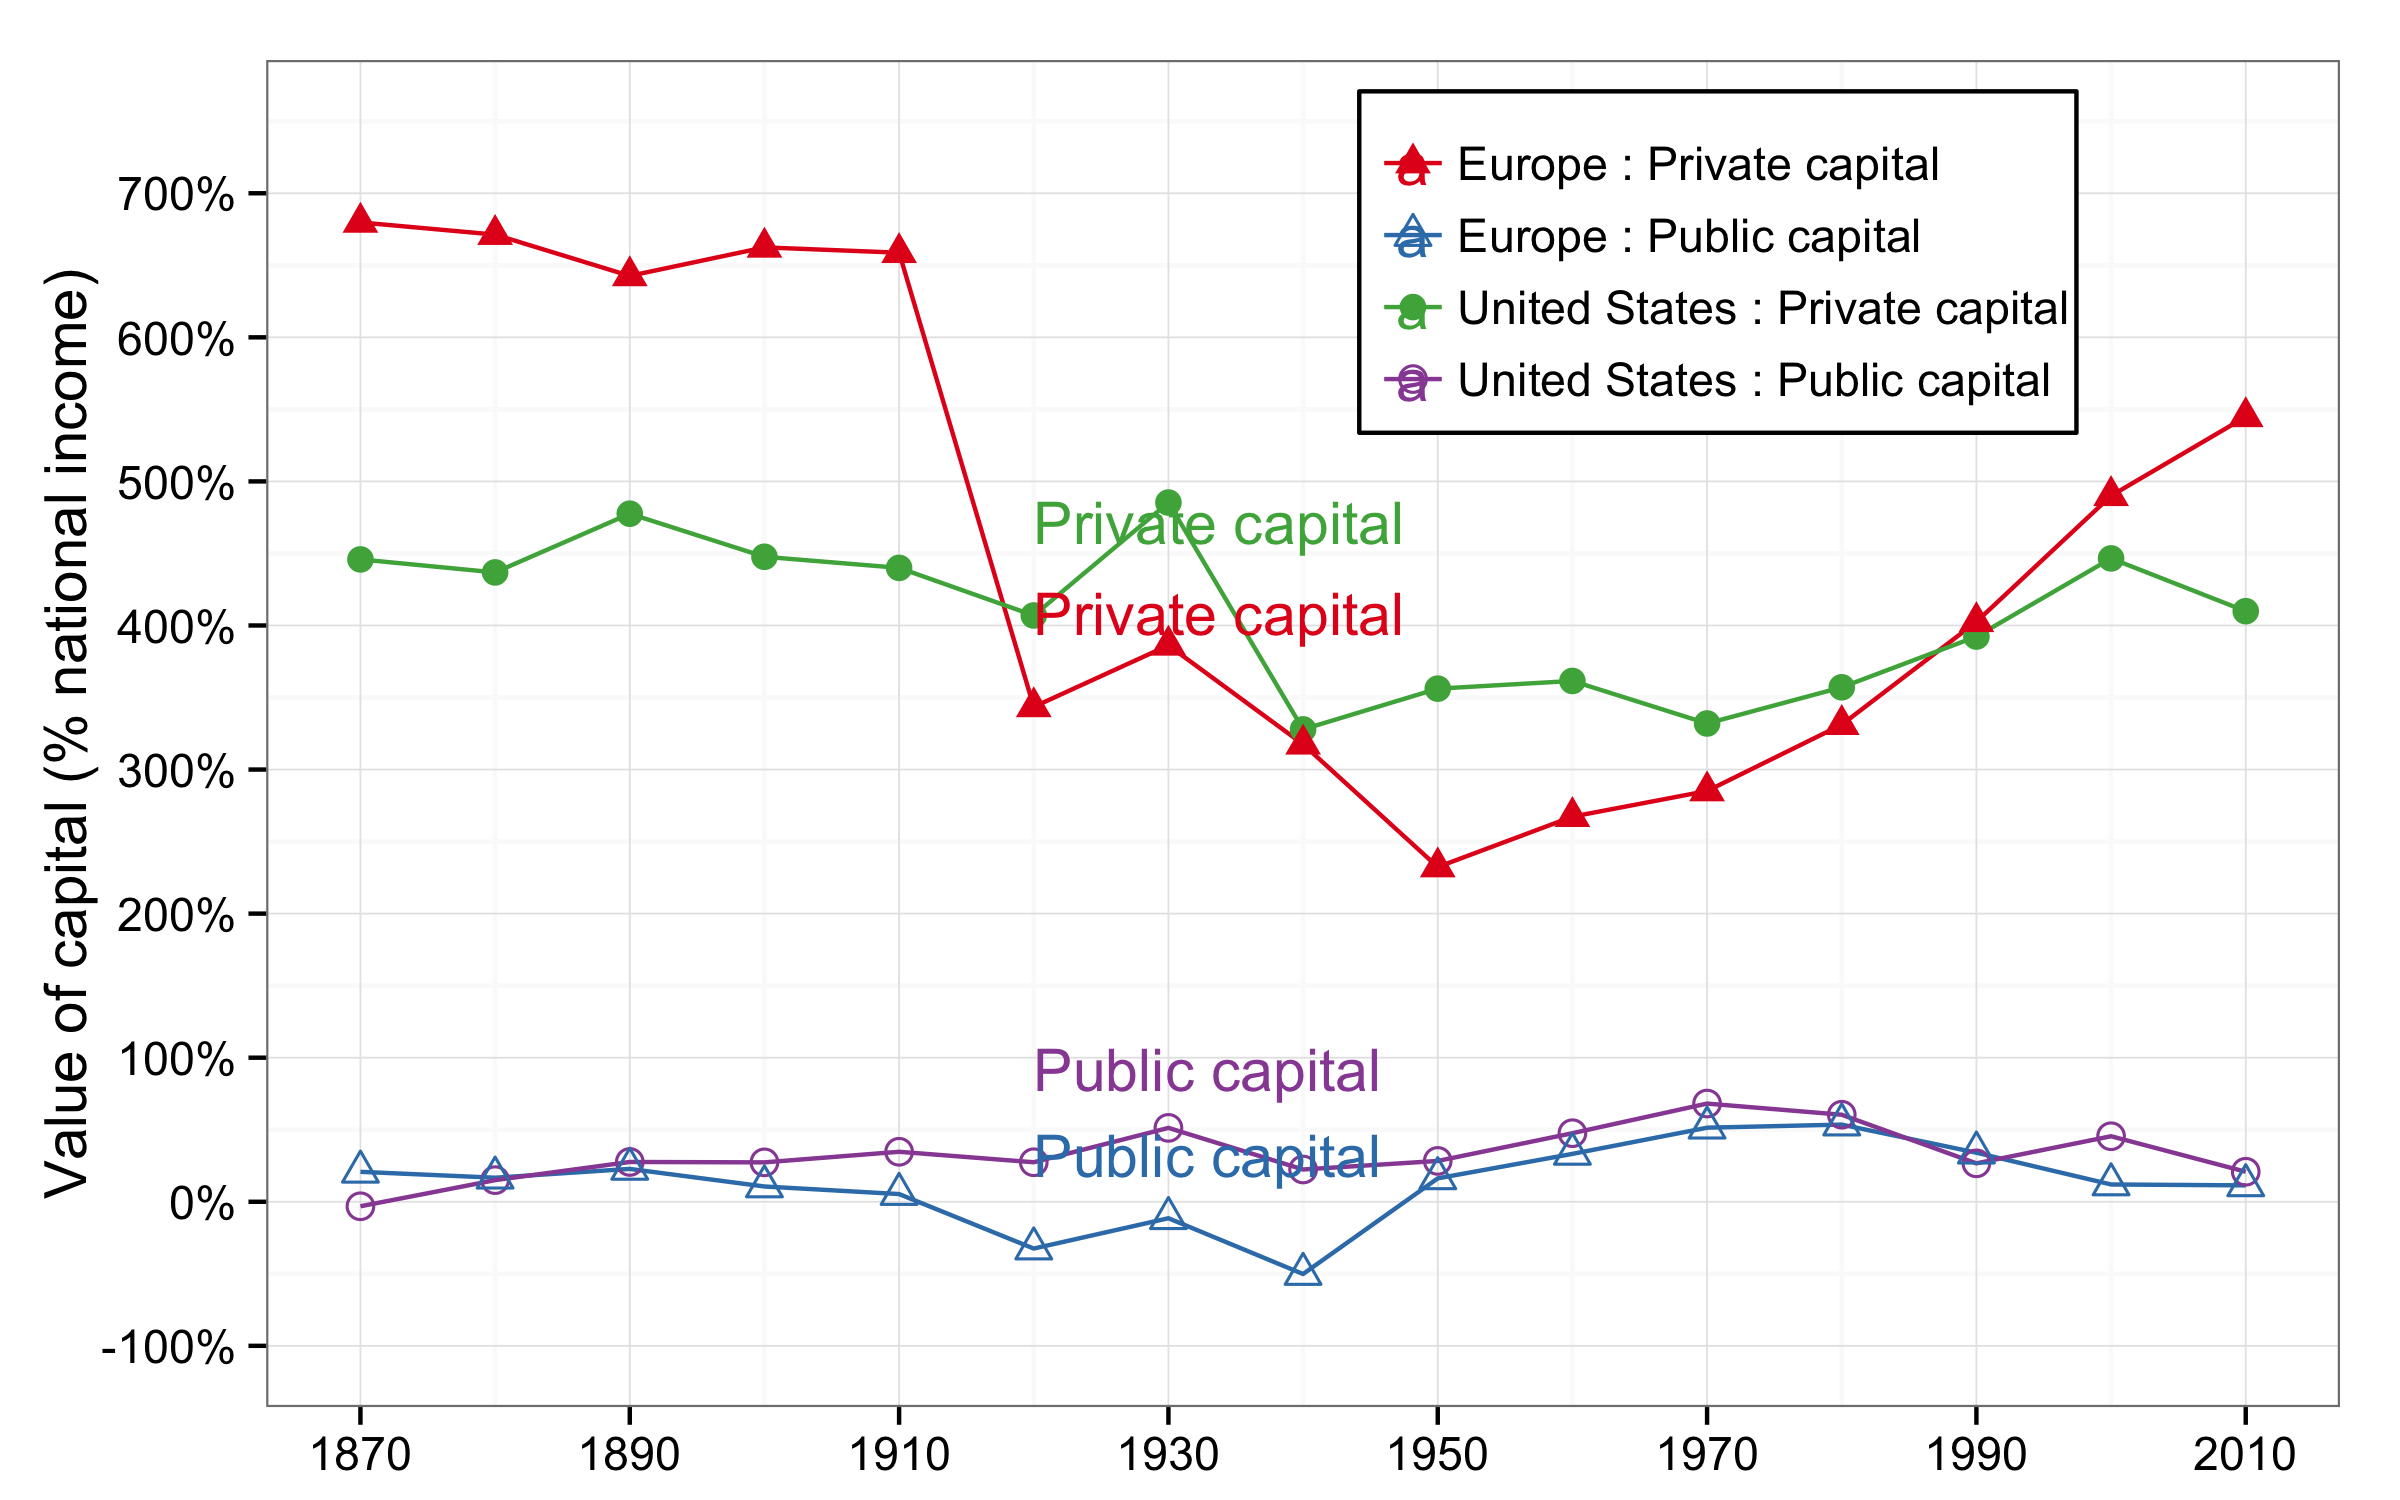 Value of capital (% national income)
700%
600%
500%
400%
300%
200%
100%
0%
-100%
a Europe : Private capital
a Europe : Public capital
a United States : Private capital
a United States : Public capital
Private capital
Private capital
Public capital
Public capital
1870 1890 1910 1930 1950 1970 1990 2010